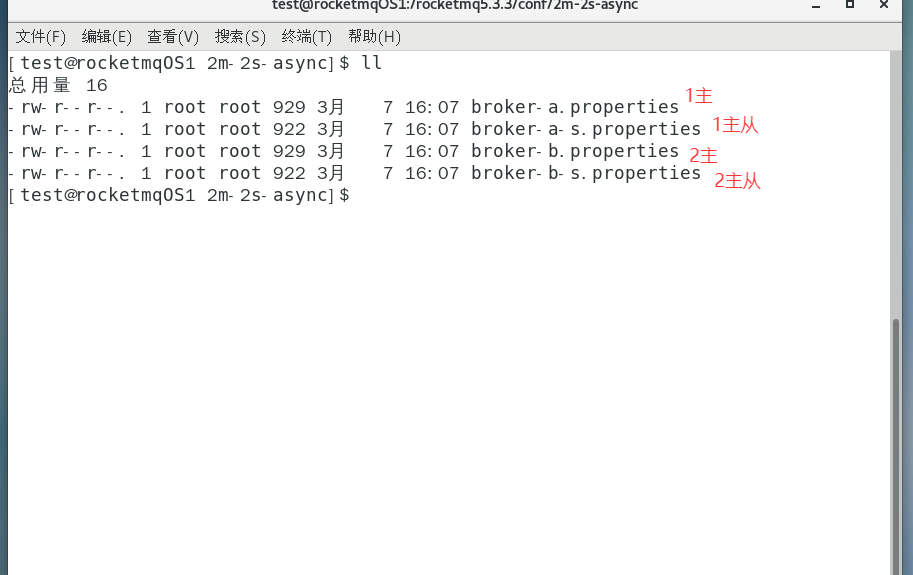 test@rocketmqOS1:/rocketmq5.3.3/conf/2m-2s-async
文件(F) 编辑(E) 查看(V) 搜索(S) 终端(T) 帮助(H)
[test@rocketmqOS1 2m-2s-async]$ ll
总用量 16
-rw-r--r--. 1 root root 929 3月 7 16:07 broker-a.properties 1主
-rw-r--r--. 1 root root 922 3月 7 16:07 broker-a-s.properties 1主从
-rw-r--r--. 1 root root 929 3月 7 16:07 broker-b.properties 2主
-rw-r--r--. 1 root root 922 3月 7 16:07 broker-b-s.properties 2主从
[test@rocketmqOS1 2m-2s-async]$